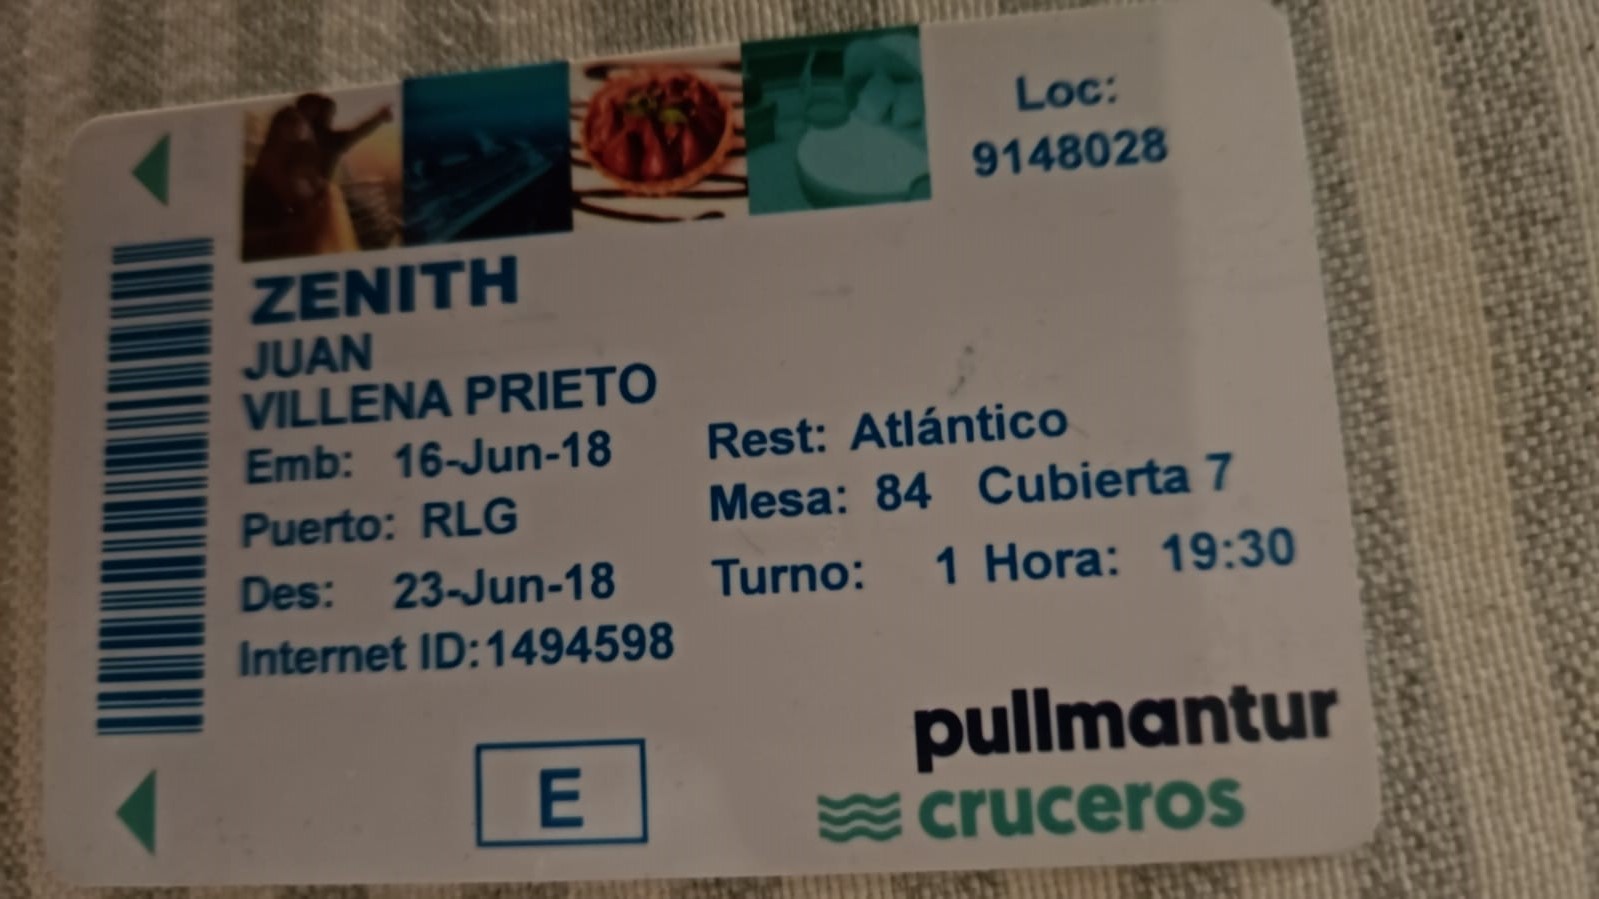 Loc:
9148028
ZENITH
JUAN
VILLENA PRIETO
Emb: 16-Jun-18
Rest: Atlántico
Puerto: RLG
Mesa: 84 Cubierta 7
Des: 23-Jun-18
Turno: 1 Hora: 19:30
Internet ID:1494598
E
pullmantur
cruceros